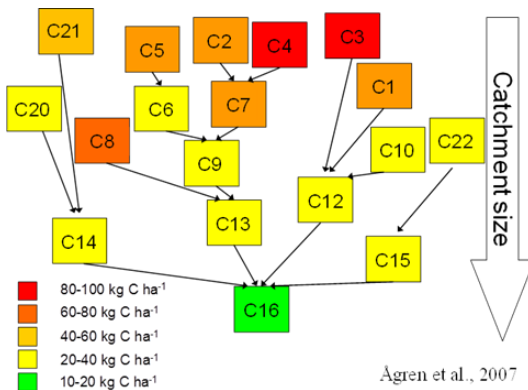 C21
C5
C2
C4
C3
C1
C20
C6
C7
C8
C10
C22
C9
C12
C13
C14
C15
C16
Catchment size
80-100 kg C ha-1
60-80 kg C ha-1
40-60 kg C ha-1
20-40 kg C ha-1
10-20 kg C ha-1
Ågren et al., 2007